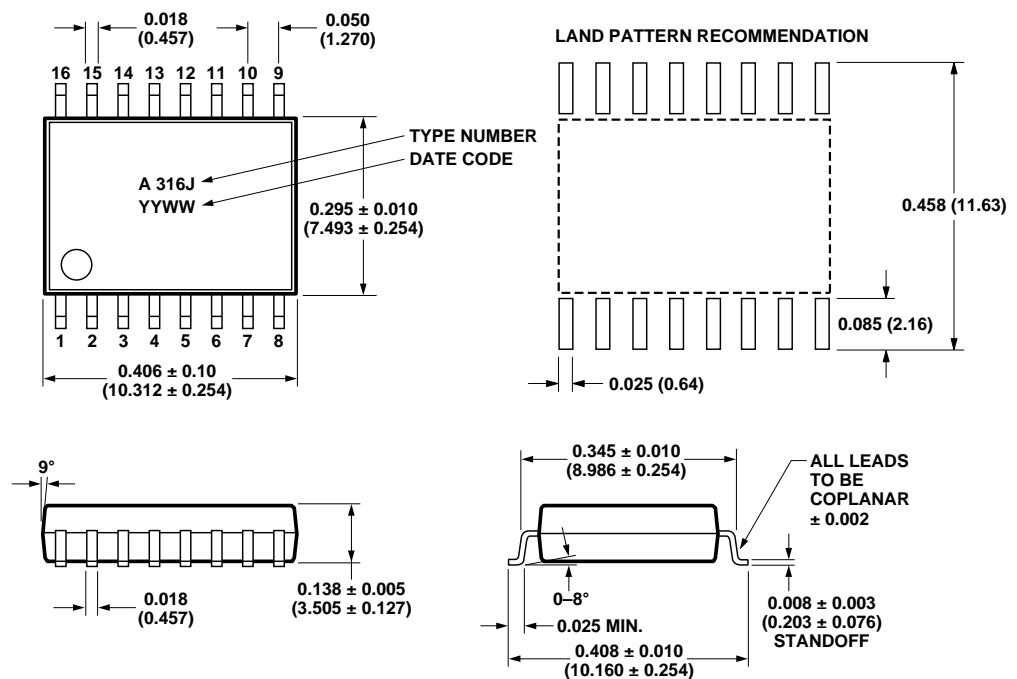 0.018
(0.457)
0.050
(1.270)
LAND PATTERN RECOMMENDATION
16 15 14 13 12 11 10 9
TYPE NUMBER
DATE CODE
A 316J
YYWW
0.295 ± 0.010
(7.493 ± 0.254)
0.458 (11.63)
0.085 (2.16)
1 2 3 4 5 6 7 8
0.406 ± 0.10
(10.312 ± 0.254)
0.025 (0.64)
9°
0.345 ± 0.010
(8.986 ± 0.254)
ALL LEADS
TO BE
COPLANAR
± 0.002
0.138 ± 0.005
(3.505 ± 0.127)
0.018
(0.457)
0–8°
0.025 MIN.
0.408 ± 0.010
(10.160 ± 0.254)
0.008 ± 0.003
(0.203 ± 0.076)
STANDOFF